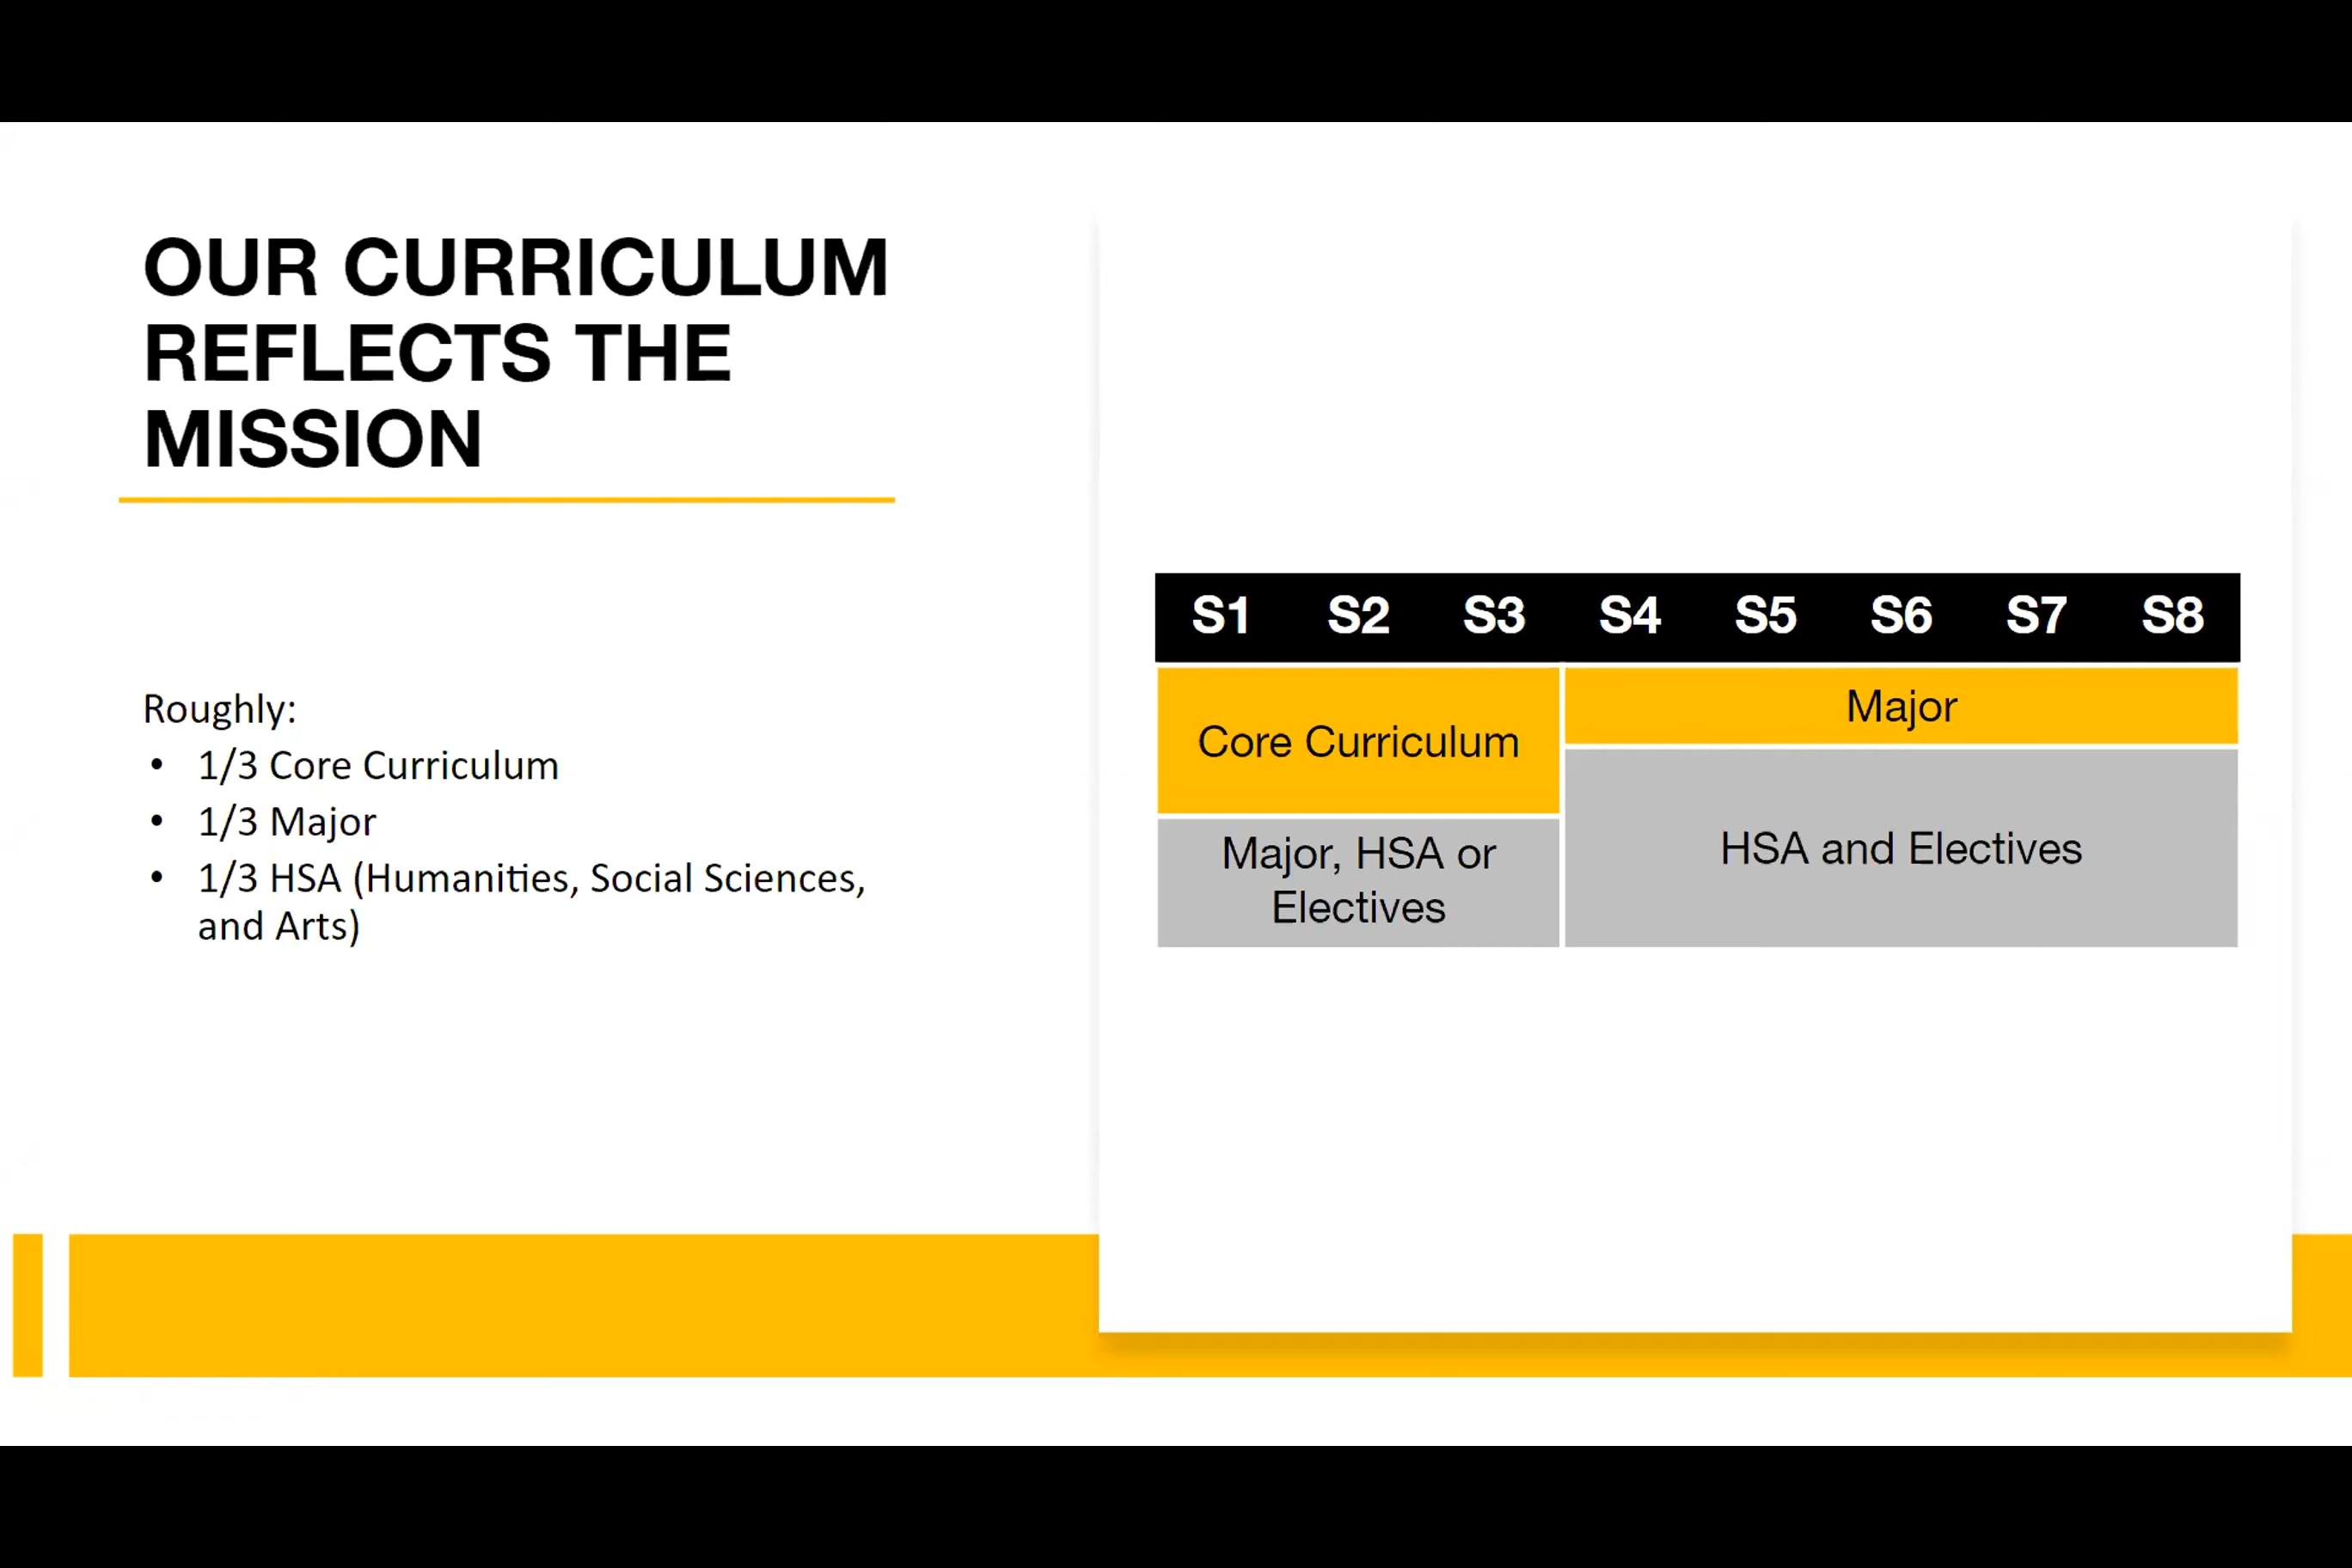 OUR CURRICULUM
REFLECTS THE
MISSION
Roughly:
• 1/3 Core Curriculum
• 1/3 Major
• 1/3 HSA (Humanities, Social Sciences,
and Arts)
S1 S2 S3 S4 S5 S6 S7 S8
Core Curriculum
Major
Major, HSA or
Electives
HSA and Electives